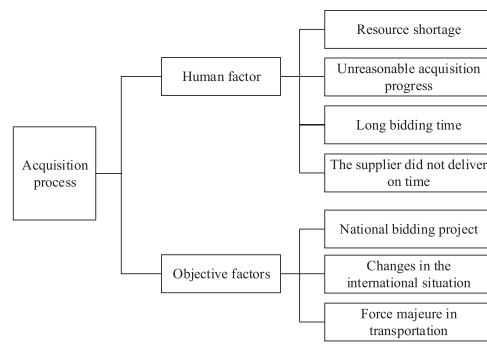 Acquisition
process
Human factor
Resource shortage
Unreasonable acquisition
progress
Long bidding time
The supplier did not deliver
on time
Objective factors
National bidding project
Changes in the
international situation
Force majeure in
transportation